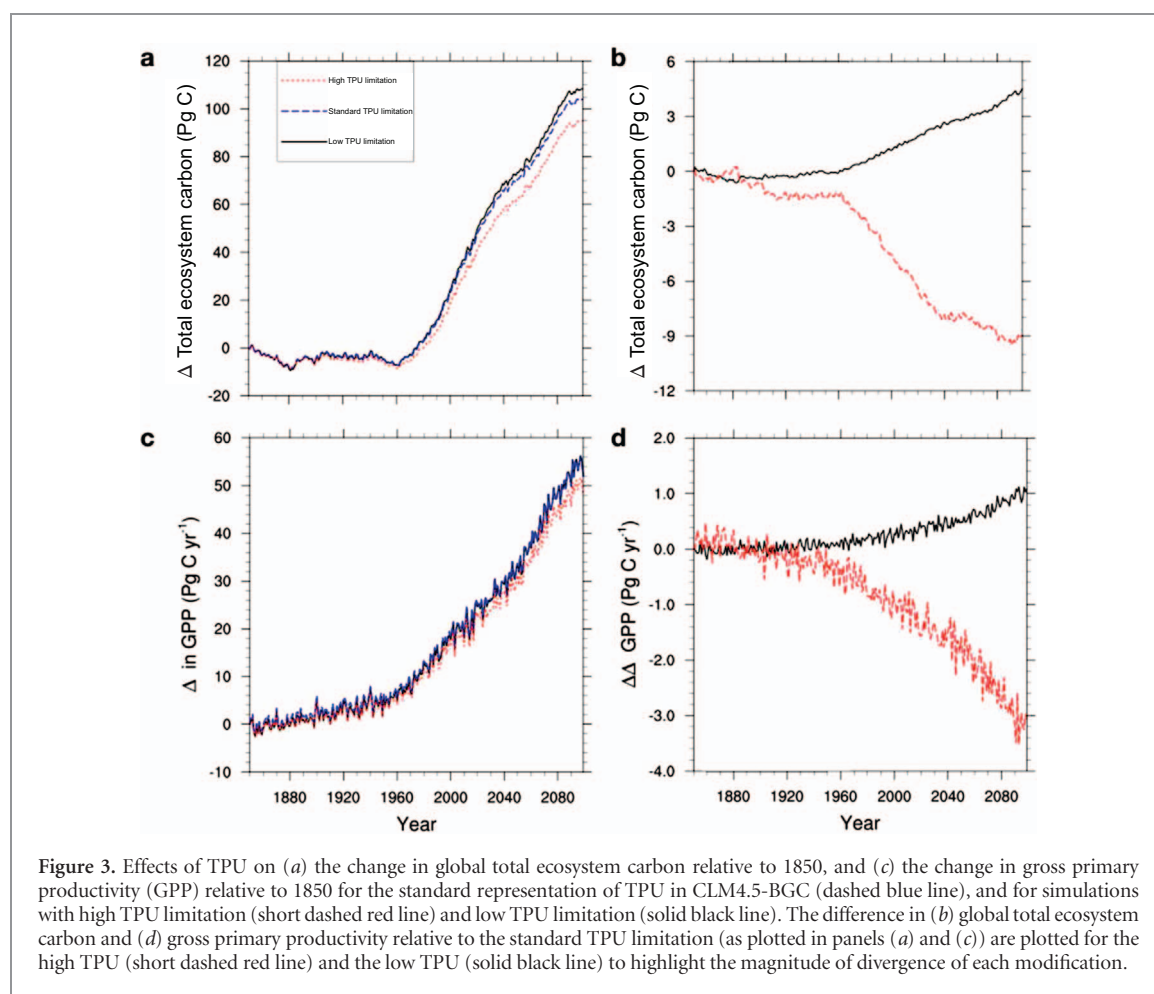 a
b
120
100
80
60
40
20
0
-20
Δ Total ecosystem carbon (Pg C)
High TPU limitation
Standard TPU limitation
Low TPU limitation
6
3
0
-3
-6
-9
-12
Δ Total ecosystem carbon (Pg C)
c
d
60
50
40
30
20
10
0
-10
Δ in GPP (Pg C yr⁻¹)
1880 1920 1960 2000 2040 2080
Year
2.0
1.0
0.0
-1.0
-2.0
-3.0
-4.0
ΔΔ GPP (Pg C yr⁻¹)
1880 1920 1960 2000 2040 2080
Year
Figure 3. Effects of TPU on (a) the change in global total ecosystem carbon relative to 1850, and (c) the change in gross primary
productivity (GPP) relative to 1850 for the standard representation of TPU in CLM4.5-BGC (dashed blue line), and for simulations
with high TPU limitation (short dashed red line) and low TPU limitation (solid black line). The difference in (b) global total ecosystem
carbon and (d) gross primary productivity relative to the standard TPU limitation (as plotted in panels (a) and (c)) are plotted for the
high TPU (short dashed red line) and the low TPU (solid black line) to highlight the magnitude of divergence of each modification.